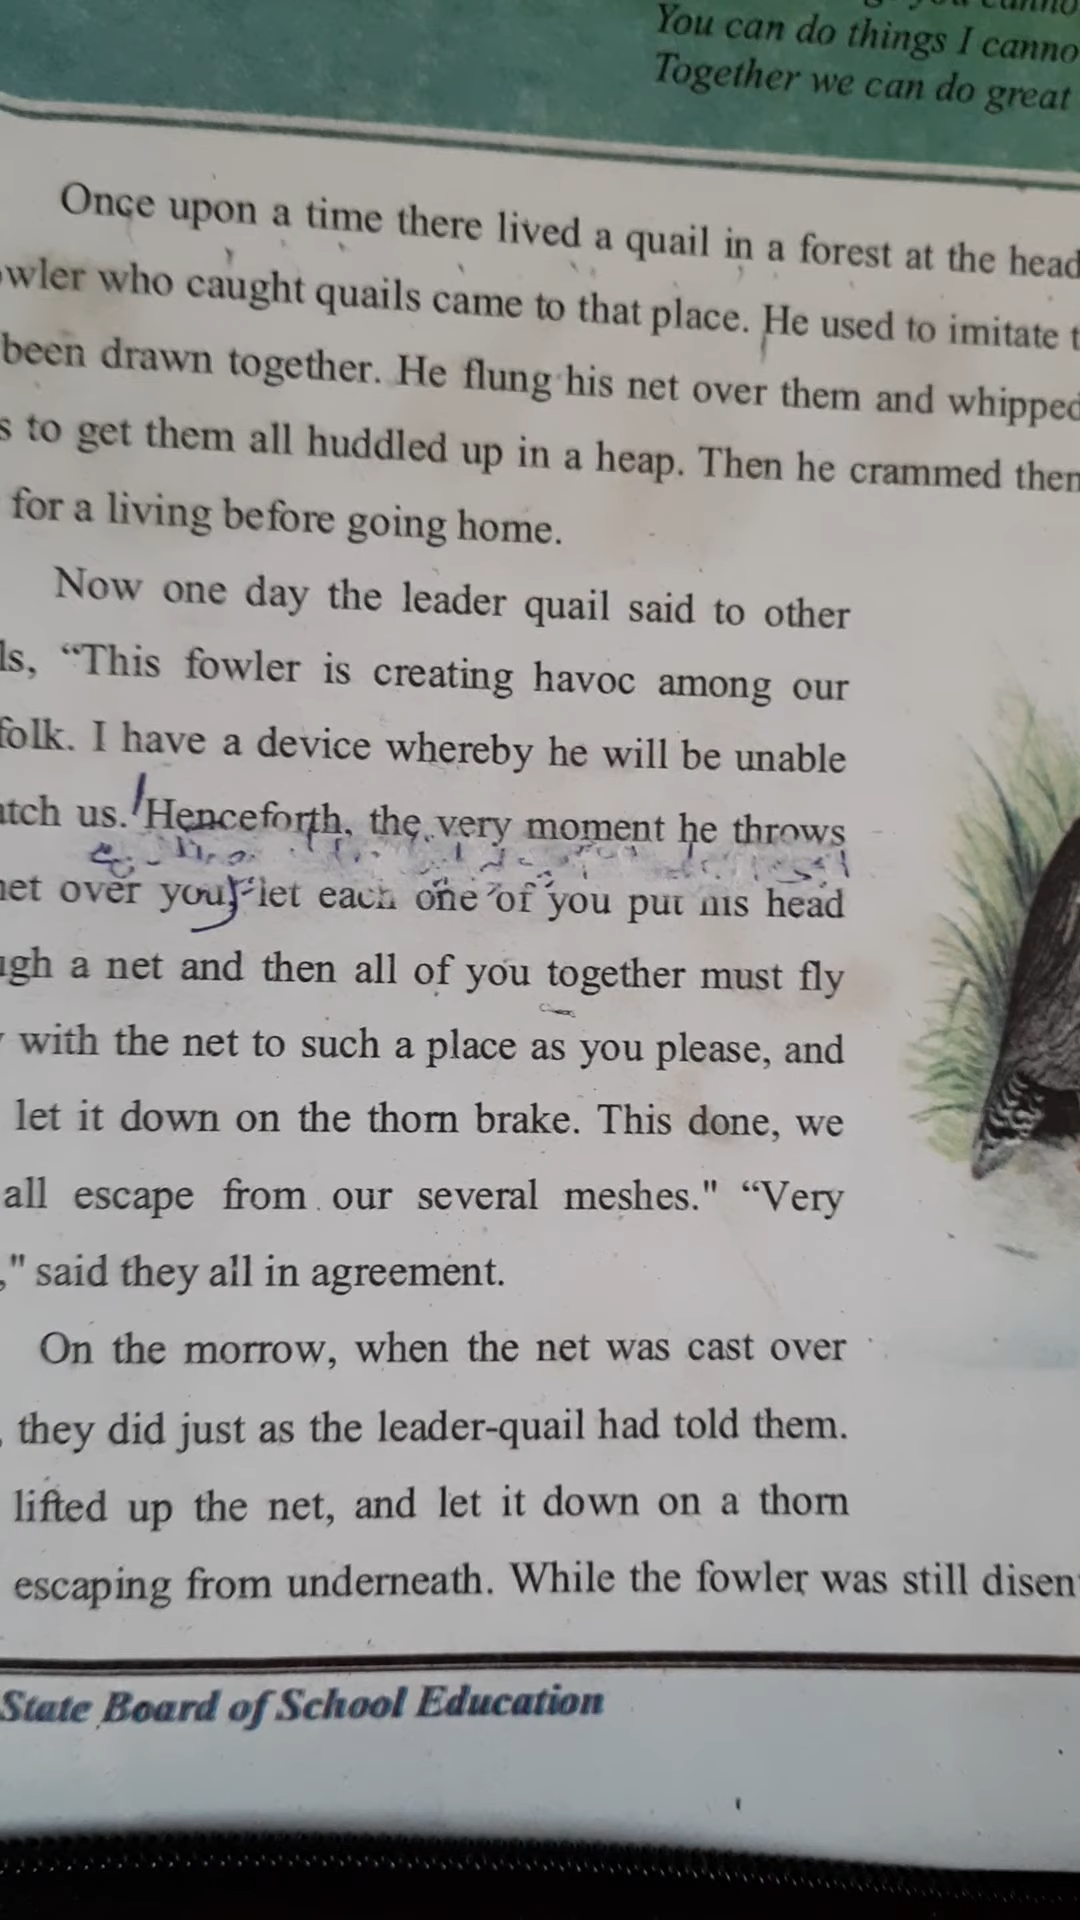 You can do things I canno
Together we can do great
Once upon a time there lived a quail in a forest at the head
wler who caught quails came to that place. He used to imitate t
been drawn together. He flung his net over them and whipped
s to get them all huddled up in a heap. Then he crammed them
for a living before going home.
Now one day the leader quail said to other
ls, “This fowler is creating havoc among our
folk. I have a device whereby he will be unable
atch us. Henceforth, the very moment he throws
net over you, let each one of you put his head
ugh a net and then all of you together must fly
with the net to such a place as you please, and
let it down on the thorn brake. This done, we
all escape from our several meshes." “Very
," said they all in agreement.
On the morrow, when the net was cast over
, they did just as the leader-quail had told them.
lifted up the net, and let it down on a thorn
escaping from underneath. While the fowler was still disen
State Board of School Education